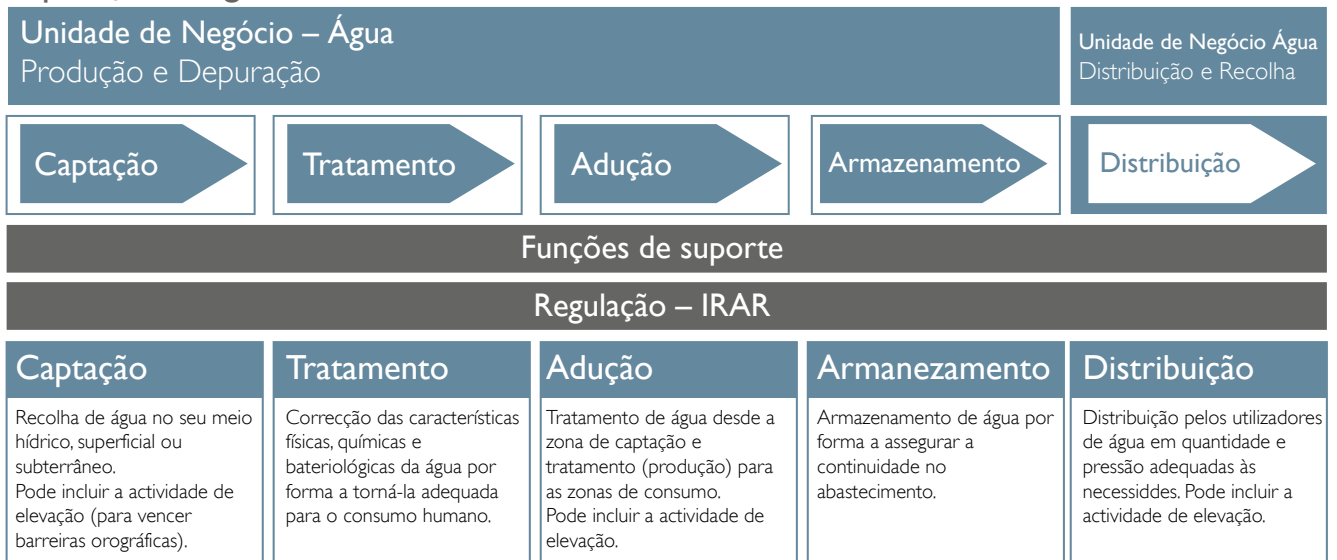 Unidade de Negócio – Água
Produção e Depuração
Unidade de Negócio Água
Distribuição e Recolha
Captação
Tratamento
Adução
Armazenamento
Distribuição
Funções de suporte
Regulação – IRAR
Captação
Recolha de água no seu meio
hídrico, superficial ou
subterrâneo.
Pode incluir a actividade de
elevação (para vencer
barreiras orográficas).
Tratamento
Correcção das características
físicas, químicas e
bateriológicas da água por
forma a torná-la adequada
para o consumo humano.
Adução
Tratamento de água desde a
zona de captação e
tratamento (produção) para
as zonas de consumo.
Pode incluir a actividade de
elevação.
Armanezamento
Armazenamento de água por
forma a assegurar a
continuidade no
abastecimento.
Distribuição
Distribuição pelos utilizadores
de água em quantidade e
pressão adequadas às
necessiddes. Pode incluir a
actividade de elevação.